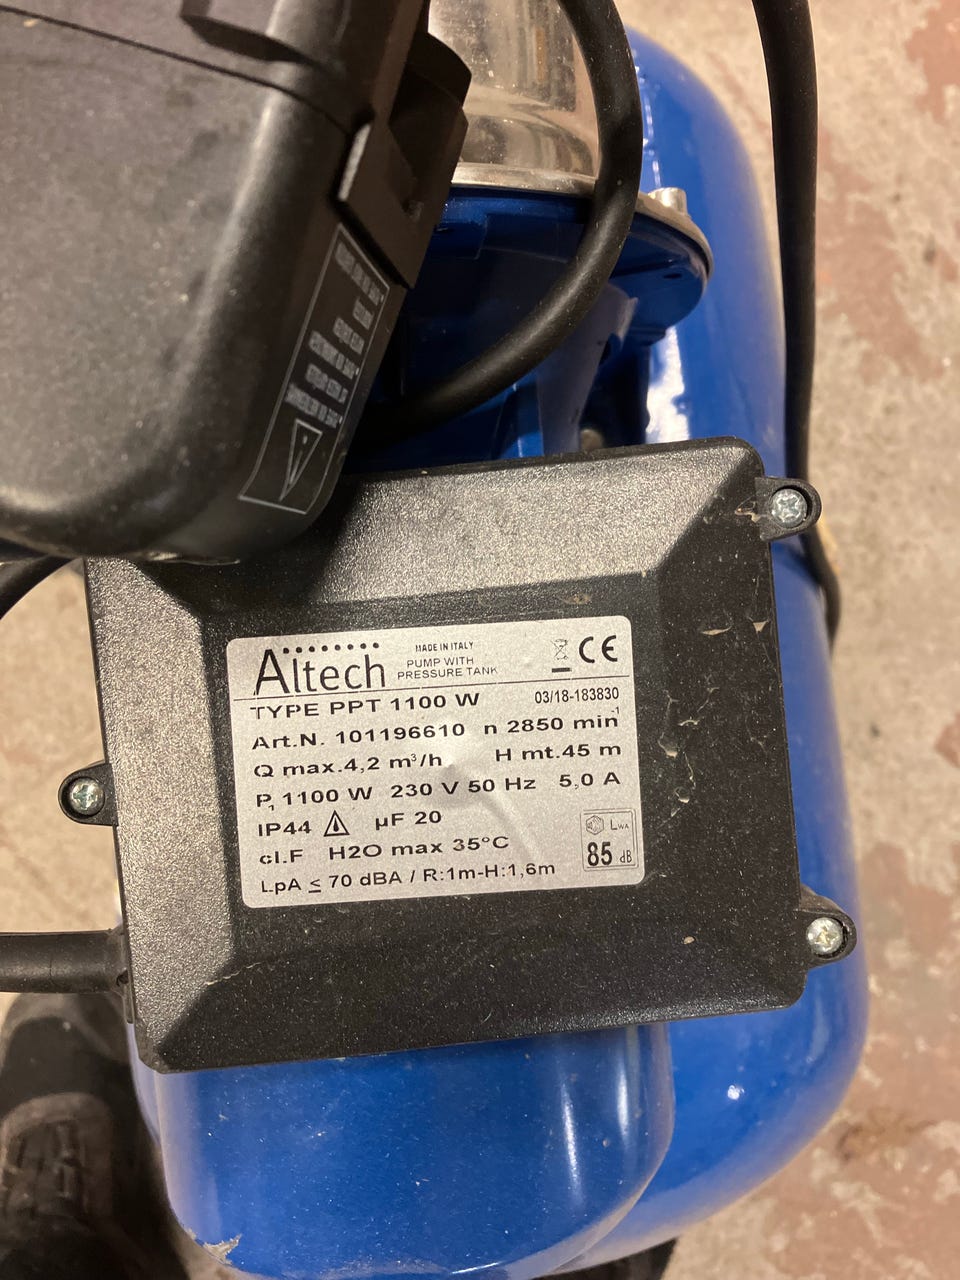 Altech
MADE IN ITALY
PUMP WITH
PRESSURE TANK
CE
TYPE PPT 1100 W 03/18-183830
Art.N. 101196610 n 2850 min⁻¹
Q max.4,2 m³/h H mt.45 m
P₁ 1100 W 230 V 50 Hz 5,0 A
IP44 µF 20
cl.F H2O max 35°C
LWA
85 dB
LpA ≤ 70 dBA / R:1m-H:1,6m